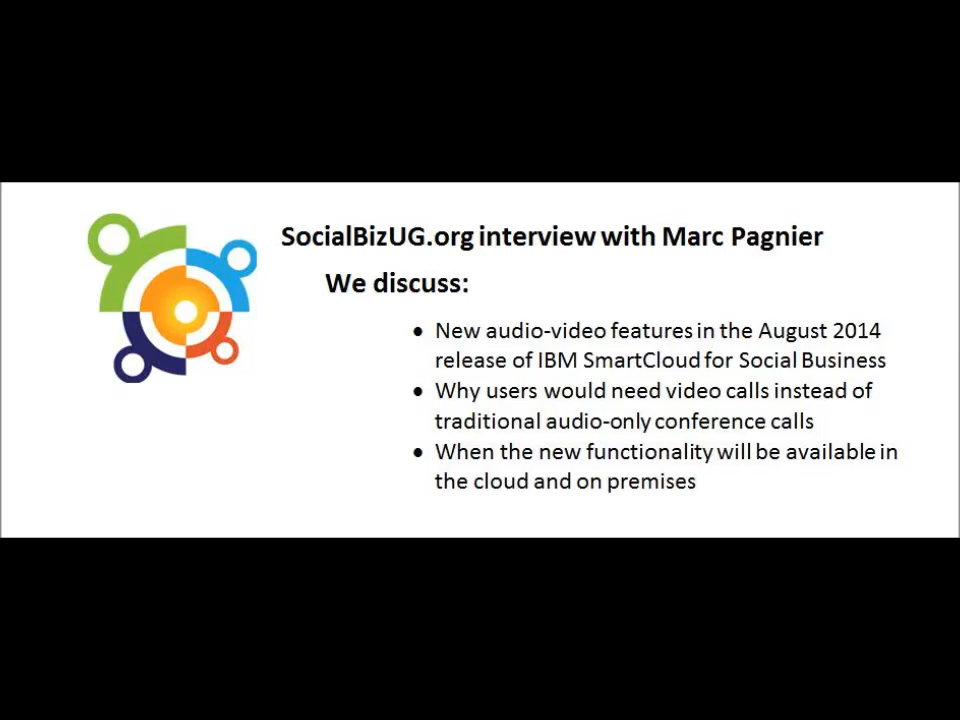 SocialBizUG.org interview with Marc Pagnier
We discuss:
• New audio-video features in the August 2014
release of IBM SmartCloud for Social Business
• Why users would need video calls instead of
traditional audio-only conference calls
• When the new functionality will be available in
the cloud and on premises